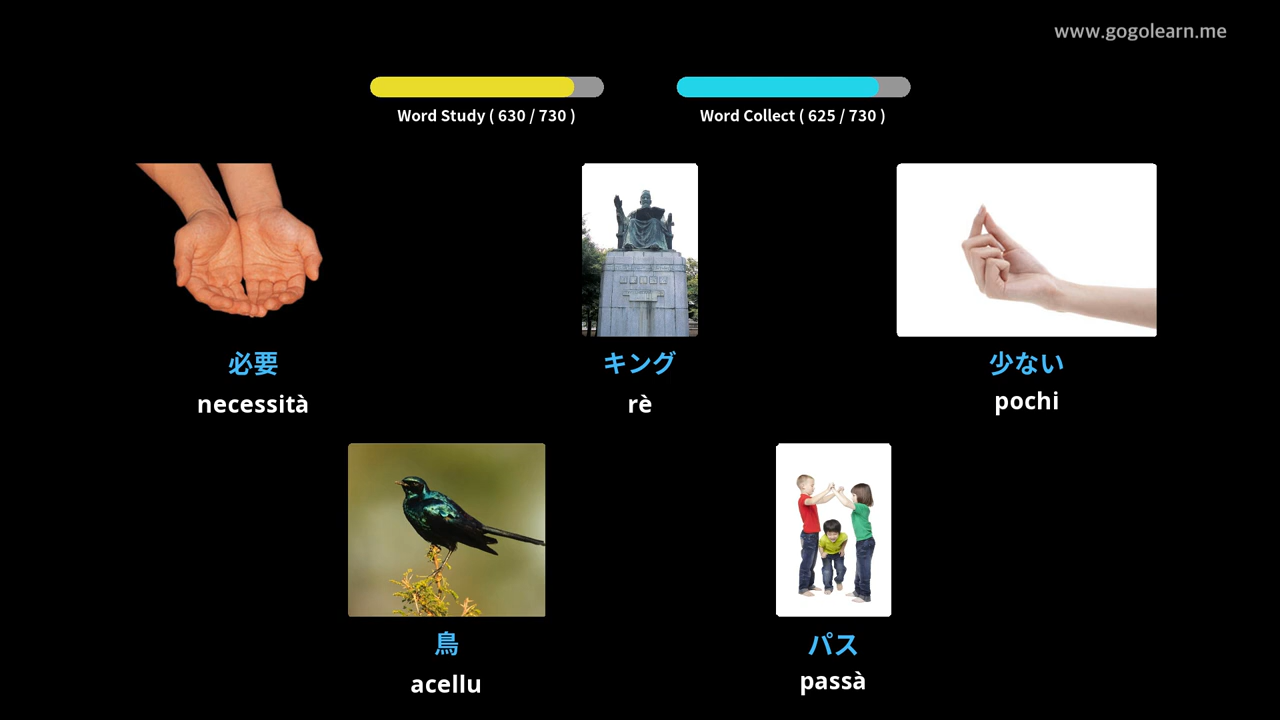 www.gogolearn.me
Word Study ( 630 / 730 )
Word Collect ( 625 / 730 )
必要
necessità
キング
rè
少ない
pochi
鳥
acellu
パス
passà